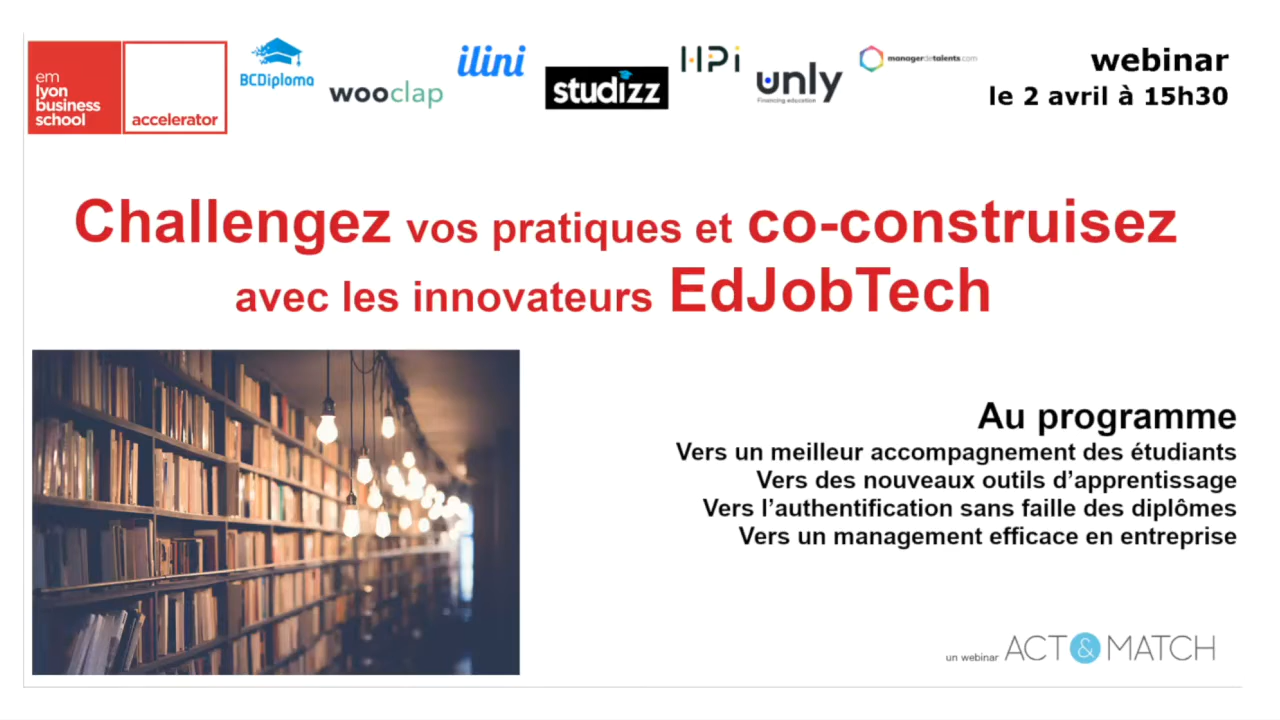 em
lyon
business
school
accelerator
BCDiploma
wooclap
ilini
studizz
HPi
unly
Financing education
managerdetalents.com
webinar
le 2 avril à 15h30
Challengez vos pratiques et co-construisez
avec les innovateurs EdJobTech
Au programme
Vers un meilleur accompagnement des étudiants
Vers des nouveaux outils d’apprentissage
Vers l’authentification sans faille des diplômes
Vers un management efficace en entreprise
un webinar ACT & MATCH